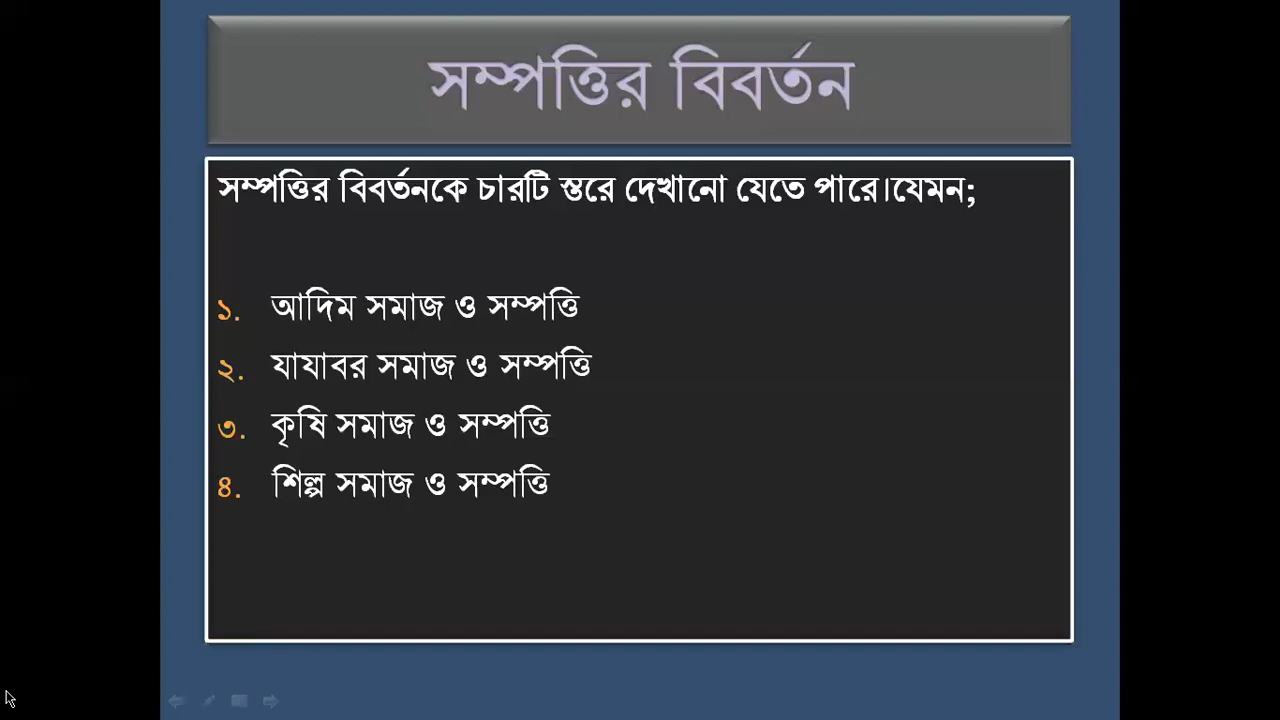 সম্পত্তির বিবর্তন
সম্পত্তির বিবর্তনকে চারটি স্তরে দেখানো যেতে পারে।যেমন;
১. আদিম সমাজ ও সম্পত্তি
২. যাযাবর সমাজ ও সম্পত্তি
৩. কৃষি সমাজ ও সম্পত্তি
৪. শিল্প সমাজ ও সম্পত্তি